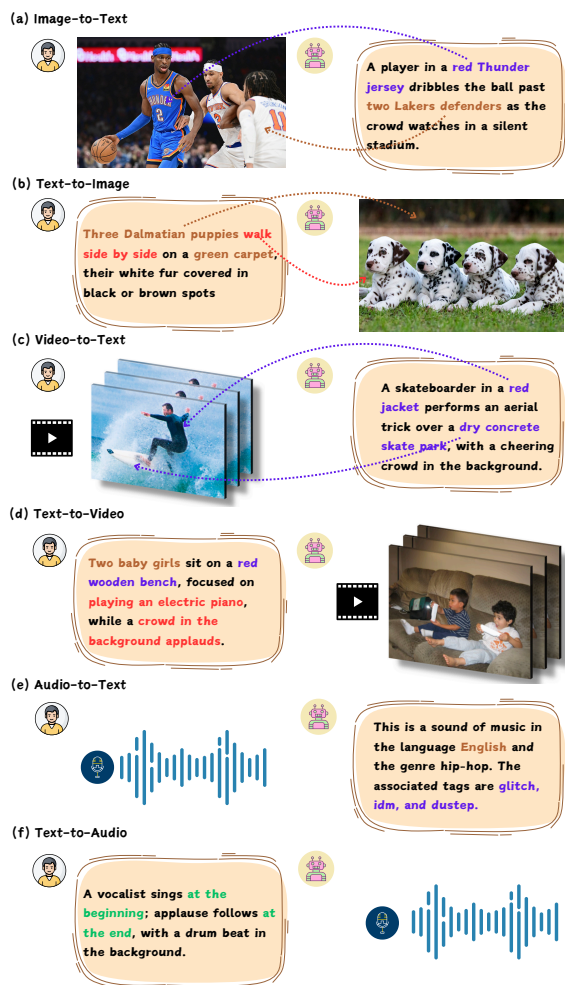 (a) Image-to-Text
THUNDER
2
11
A player in a red Thunder
jersey dribbles the ball past
two Lakers defenders as the
crowd watches in a silent
stadium.
(b) Text-to-Image
Three Dalmatian puppies walk
side by side on a green carpet,
their white fur covered in
black or brown spots
(c) Video-to-Text
A skateboarder in a red
jacket performs an aerial
trick over a dry concrete
skate park, with a cheering
crowd in the background.
(d) Text-to-Video
Two baby girls sit on a red
wooden bench, focused on
playing an electric piano,
while a crowd in the
background applauds.
(e) Audio-to-Text
This is a sound of music in
the language English and
the genre hip-hop. The
associated tags are glitch,
idm, and dustep.
(f) Text-to-Audio
A vocalist sings at the
beginning; applause follows at
the end, with a drum beat in
the background.